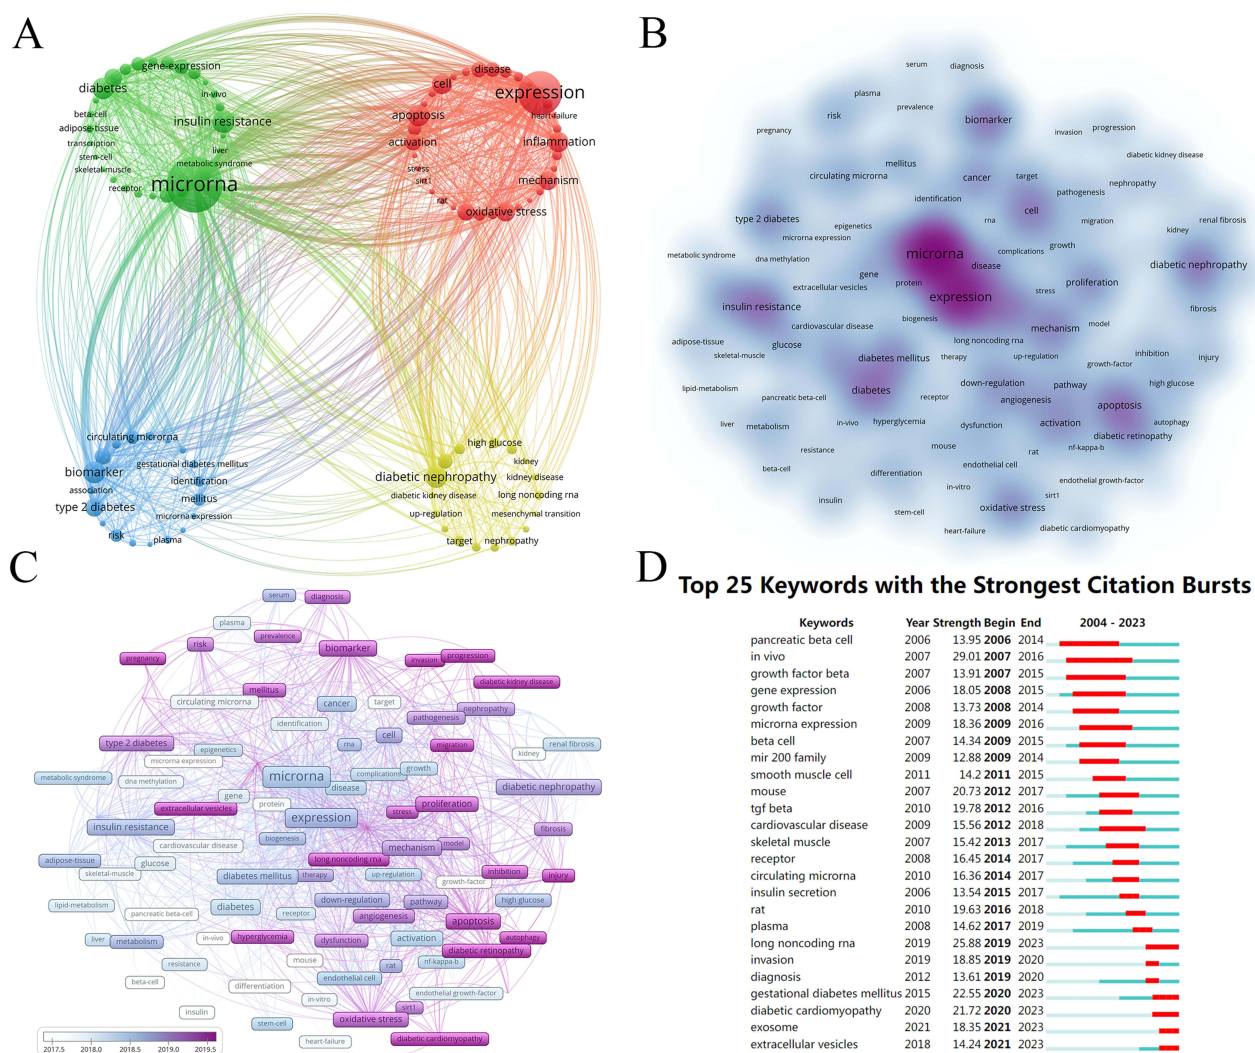 A
gene-expression
diabetes
in-vivo
beta-cell
insulin resistance
adipose-tissue
transcription
liver
stem-cell
metabolic syndrome
skeletal-muscle
microrna
receptor
disease
cell
expression
heart-failure
apoptosis
activation
inflammation
stress
sirt1
mechanism
rat
oxidative stress
circulating microrna
biomarker
gestational diabetes mellitus
identification
association
mellitus
type 2 diabetes
microrna expression
risk
plasma
high glucose
kidney
diabetic nephropathy
kidney disease
diabetic kidney disease
long noncoding rna
up-regulation
mesenchymal transition
target
nephropathy
B
serum
diagnosis
plasma
prevalence
risk
biomarker
pregnancy
invasion
progression
diabetic kidney disease
mellitus
circulating microrna
cancer
target
nephropathy
pathogenesis
identification
type 2 diabetes
cell
rna
migration
renal fibrosis
epigenetics
kidney
microrna expression
metabolic syndrome
dna methylation
microrna
complications
growth
disease
diabetic nephropathy
gene
protein
extracellular vesicles
proliferation
stress
expression
insulin resistance
fibrosis
biogenesis
cardiovascular disease
mechanism
model
adipose-tissue
glucose
long noncoding rna
skeletal-muscle
diabetes mellitus
therapy
up-regulation
inhibition
injury
growth-factor
lipid-metabolism
diabetes
down-regulation
pathway
high glucose
pancreatic beta-cell
receptor
angiogenesis
apoptosis
liver
metabolism
in-vivo
hyperglycemia
dysfunction
activation
autophagy
diabetic retinopathy
resistance
mouse
rat
nf-kappa-b
beta-cell
differentiation
endothelial cell
endothelial growth-factor
in-vitro
insulin
sirt1
stem-cell
oxidative stress
heart-failure
diabetic cardiomyopathy
C
serum
diagnosis
plasma
prevalence
risk
biomarker
pregnancy
invasion
progression
diabetic kidney disease
mellitus
circulating microrna
cancer
target
nephropathy
pathogenesis
identification
type 2 diabetes
cell
rna
migration
renal fibrosis
epigenetics
kidney
microrna expression
metabolic syndrome
dna methylation
microrna
complications
growth
disease
diabetic nephropathy
gene
protein
extracellular vesicles
proliferation
stress
expression
insulin resistance
fibrosis
biogenesis
cardiovascular disease
mechanism
model
adipose-tissue
glucose
long noncoding rna
skeletal-muscle
diabetes mellitus
therapy
up-regulation
inhibition
injury
growth-factor
lipid-metabolism
diabetes
down-regulation
pathway
high glucose
pancreatic beta-cell
receptor
angiogenesis
apoptosis
liver
metabolism
in-vivo
hyperglycemia
dysfunction
activation
autophagy
diabetic retinopathy
resistance
mouse
rat
nf-kappa-b
beta-cell
differentiation
endothelial cell
endothelial growth-factor
in-vitro
insulin
sirt1
stem-cell
oxidative stress
heart-failure
diabetic cardiomyopathy
2017.5 2018.0 2018.5 2019.0 2019.5
D
Top 25 Keywords with the Strongest Citation Bursts
Keywords Year Strength Begin End 2004 - 2023
pancreatic beta cell 2006 13.95 2006 2014
in vivo 2007 29.01 2007 2016
growth factor beta 2007 13.91 2007 2015
gene expression 2006 18.05 2008 2015
growth factor 2008 13.73 2008 2014
microrna expression 2009 18.36 2009 2016
beta cell 2007 14.34 2009 2015
mir 200 family 2009 12.88 2009 2014
smooth muscle cell 2011 14.2 2011 2015
mouse 2007 20.73 2012 2017
tgf beta 2010 19.78 2012 2016
cardiovascular disease 2009 15.56 2012 2018
skeletal muscle 2007 15.42 2013 2017
receptor 2008 16.45 2014 2017
circulating microrna 2010 16.36 2014 2017
insulin secretion 2006 13.54 2015 2017
rat 2010 19.63 2016 2018
plasma 2008 14.62 2017 2019
long noncoding rna 2019 25.88 2019 2023
invasion 2019 18.85 2019 2020
diagnosis 2012 13.61 2019 2020
gestational diabetes mellitus 2015 22.55 2020 2023
diabetic cardiomyopathy 2020 21.72 2020 2023
exosome 2021 18.35 2021 2023
extracellular vesicles 2018 14.24 2021 2023